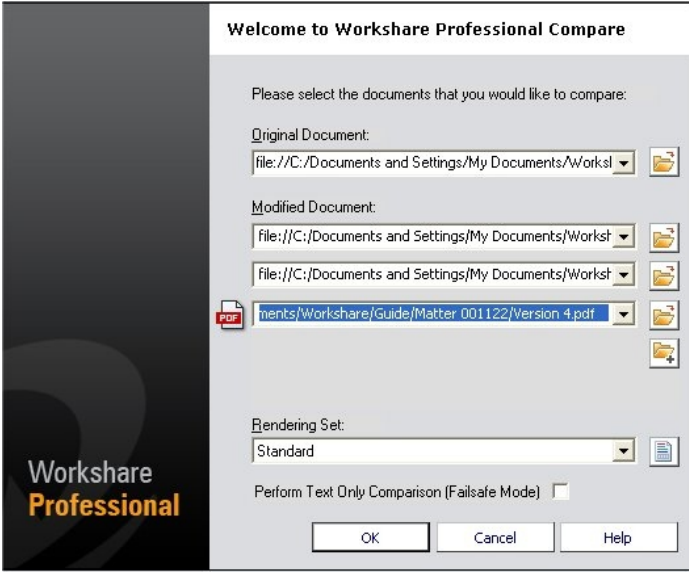 Welcome to Workshare Professional Compare
Please select the documents that you would like to compare:
Original Document:
file://C:/Documents and Settings/My Documents/Worksl
Modified Document:
file://C:/Documents and Settings/My Documents/Worksh
file://C:/Documents and Settings/My Documents/Worksh
PDF
ments/Workshare/Guide/Matter 001122/Version 4.pdf
Rendering Set:
Standard
Perform Text Only Comparison (Failsafe Mode)
Workshare
Professional
OK
Cancel
Help